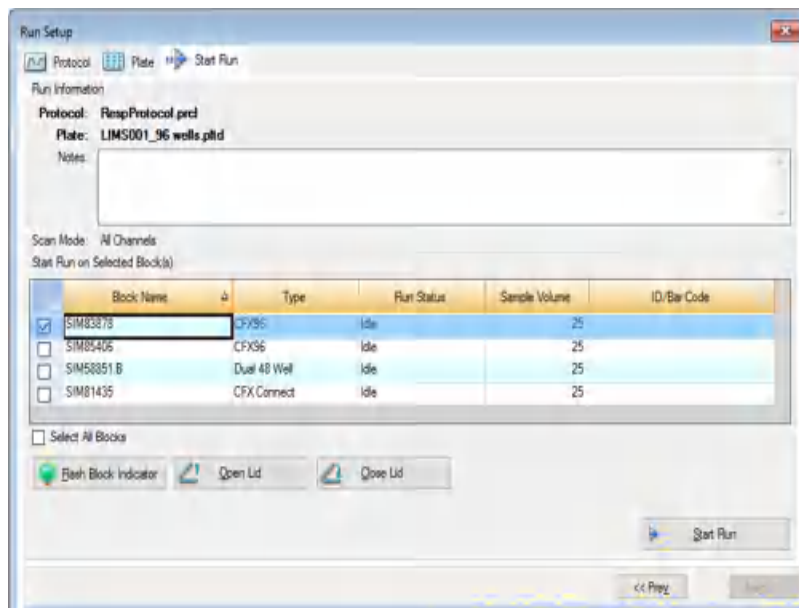 Run Setup
Protocol Plate Start Run
Run Information
Protocol: RespProtocol.prcl
Plate: LIMS001_96 wells.pltd
Notes:
Scan Mode: All Channels
Start Run on Selected Block(s)
Block Name Type Run Status Sample Volume ID/Bar Code
SIM83878 CFX96 Idle 25
SIM85406 CFX96 Idle 25
SIM58851.B Dual 48 Well Idle 25
SIM81435 CFX Connect Idle 25
Select All Blocks
Flash Block Indicator Open Lid Close Lid
Start Run
<< Prev